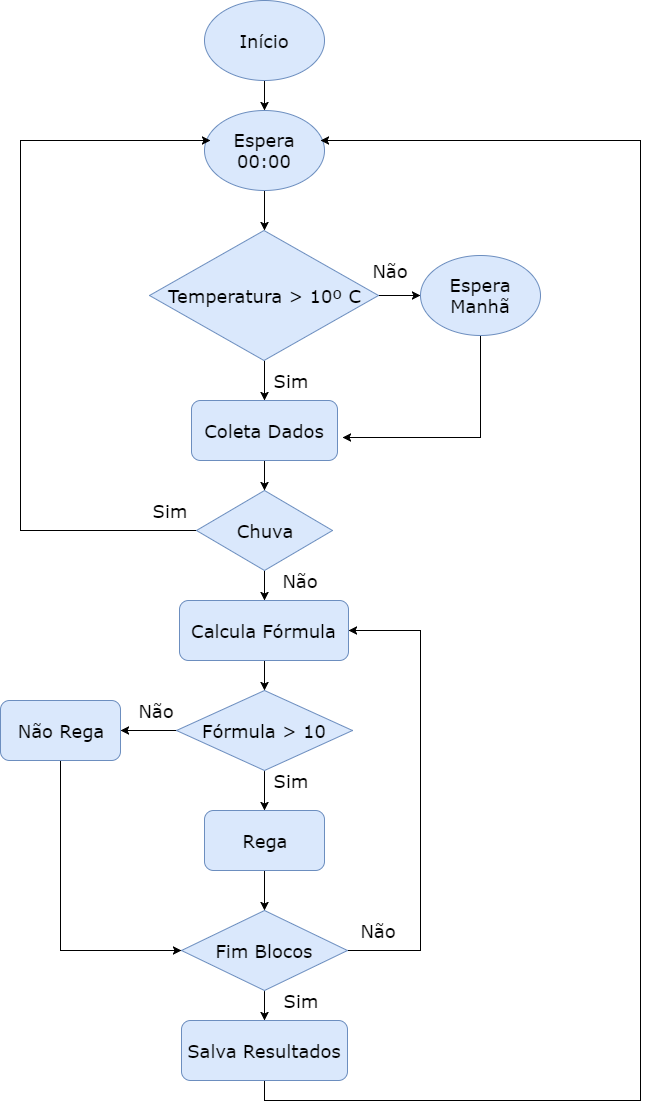 Início
Espera
00:00
Temperatura > 10º C
Não
Espera
Manhã
Sim
Coleta Dados
Sim
Chuva
Não
Calcula Fórmula
Não Rega
Não
Fórmula > 10
Sim
Rega
Fim Blocos
Não
Sim
Salva Resultados